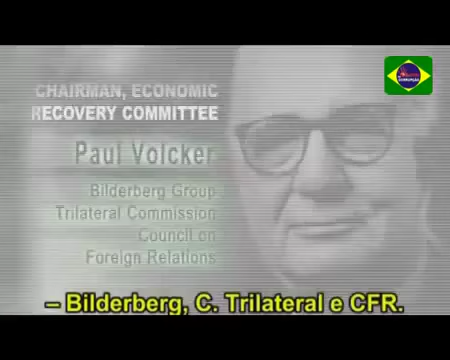 CHAIRMAN, ECONOMIC
RECOVERY COMMITTEE
Paul Volcker
Bilderberg Group
Trilateral Commission
Council on
Foreign Relations
– Bilderberg, C. Trilateral e CFR.